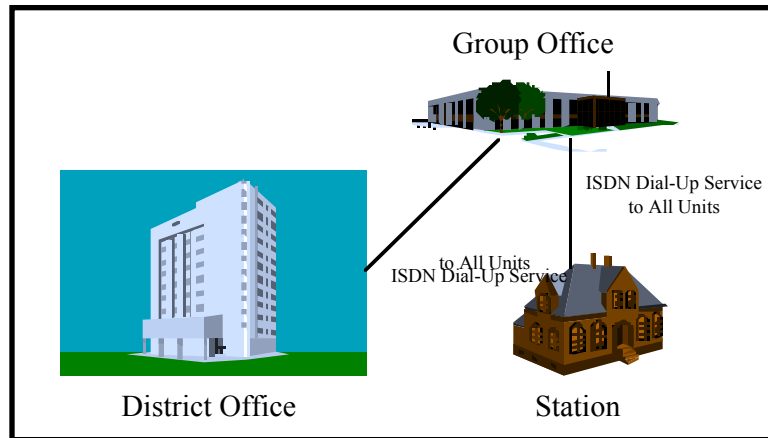 Group Office
ISDN Dial-Up Service
to All Units
to All Units
ISDN Dial-Up Service
District Office
Station